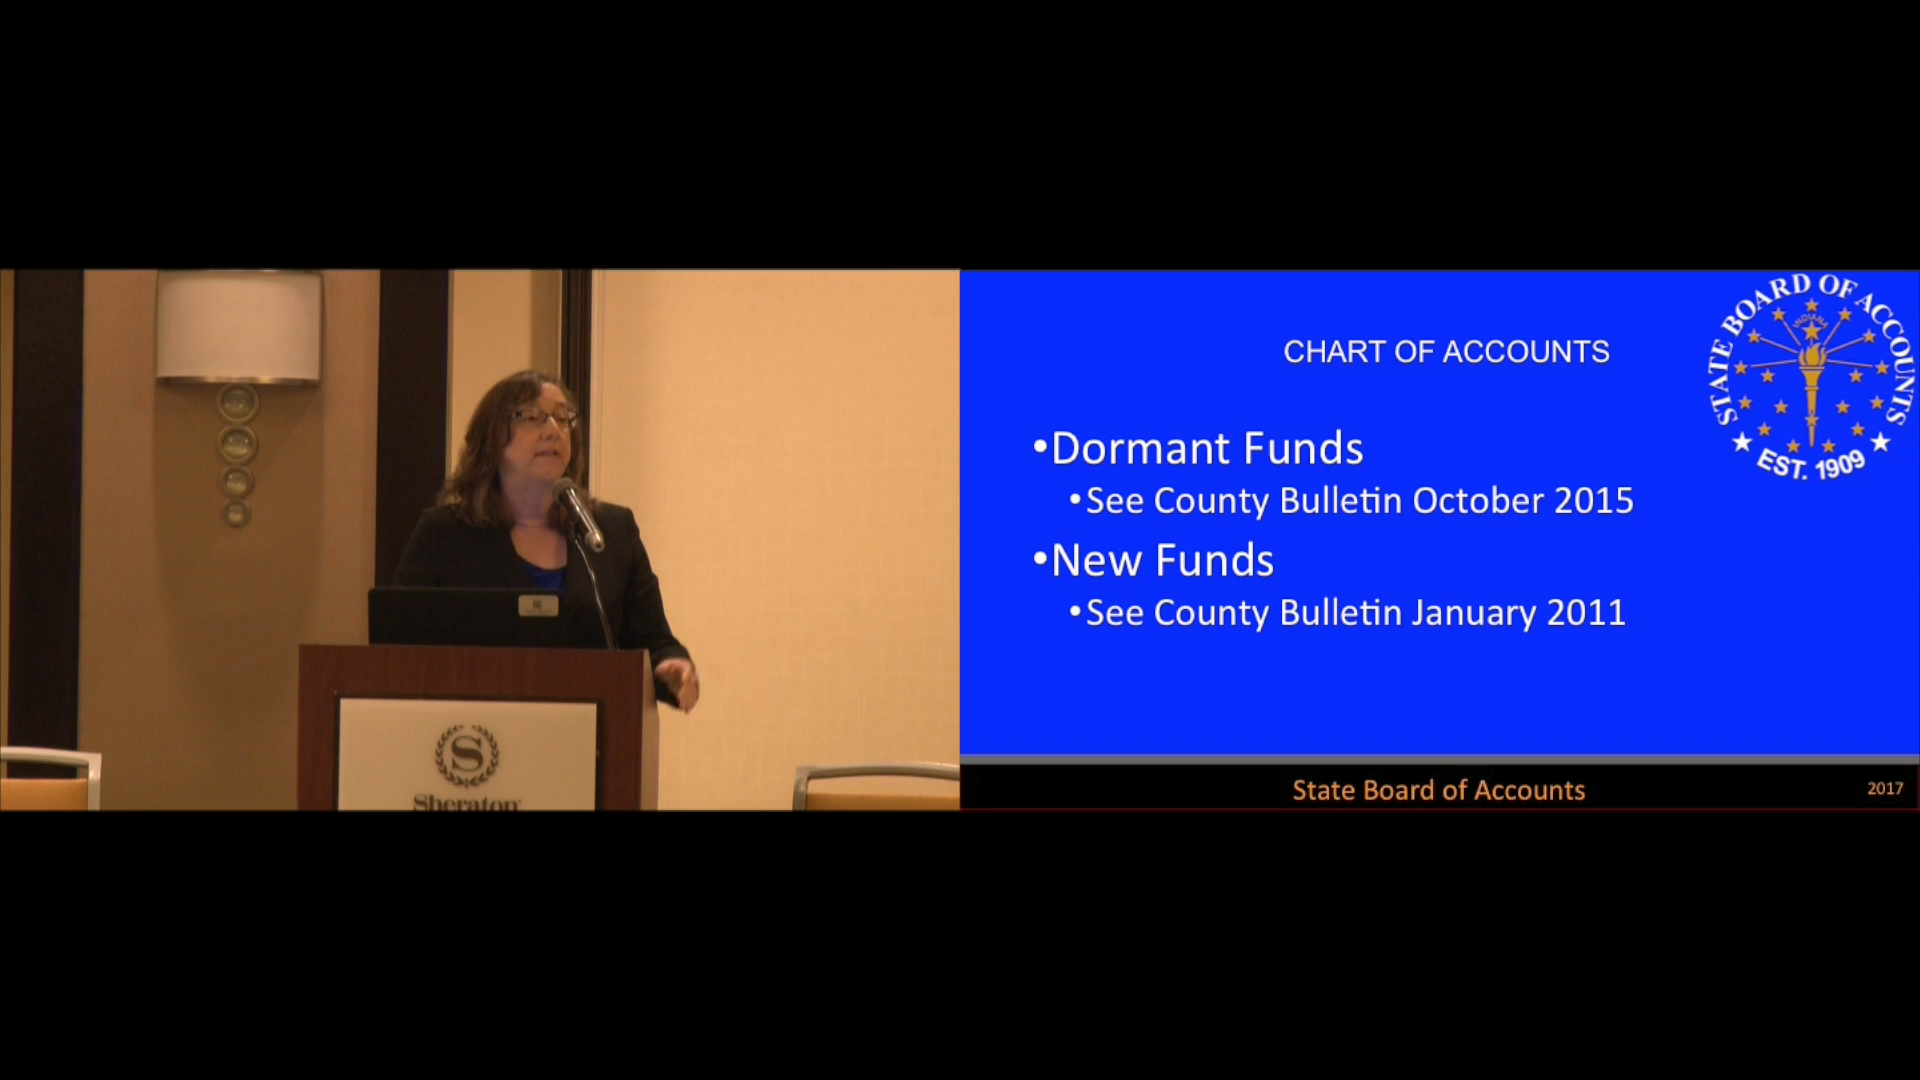 CHART OF ACCOUNTS
STATE BOARD OF ACCOUNTS
INDIANA
EST. 1909
•Dormant Funds
•See County Bulletin October 2015
•New Funds
•See County Bulletin January 2011
State Board of Accounts
2017
S
Sheraton